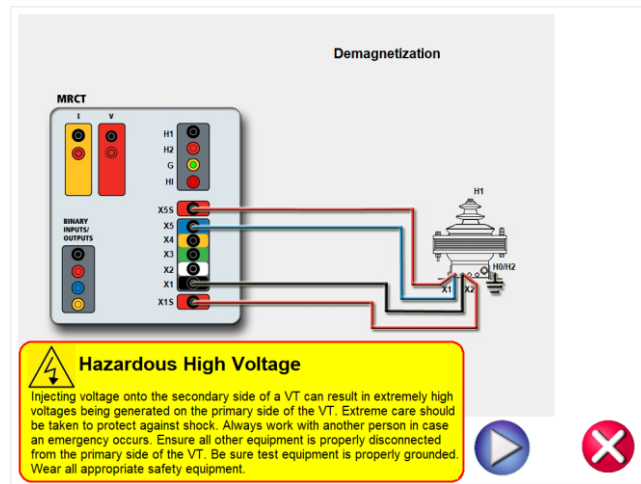 Demagnetization
MRCT
I V
H1
H2
G
HI
X5S
X5
X4
X3
X2
X1
X1S
BINARY
INPUTS/
OUTPUTS
H1
H0/H2
X1 X2
Hazardous High Voltage
Injecting voltage onto the secondary side of a VT can result in extremely high
voltages being generated on the primary side of the VT. Extreme care should
be taken to protect against shock. Always work with another person in case
an emergency occurs. Ensure all other equipment is properly disconnected
from the primary side of the VT. Be sure test equipment is properly grounded.
Wear all appropriate safety equipment.